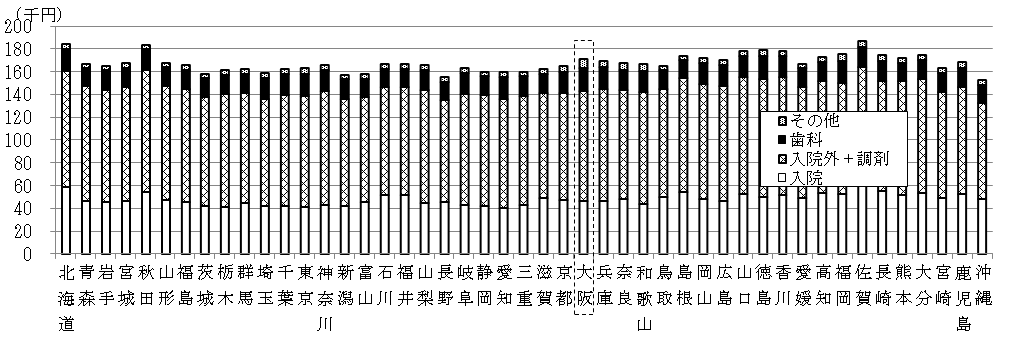 (千円)
200
180
160
140
120
100
80
60
40
20
0
その他
歯科
入院外＋調剤
入院
北海道
青森
岩手
宮城
秋田
山形
福島
茨城
栃木
群馬
埼玉
千葉
東京
神奈川
新潟
富山
石川
福井
山梨
長野
岐阜
静岡
愛知
三重
滋賀
京都
大阪
兵庫
奈良
和歌山
鳥取
島根
岡山
広島
山口
徳島
香川
愛媛
高知
福岡
佐賀
長崎
熊本
大分
宮崎
鹿児島
沖縄